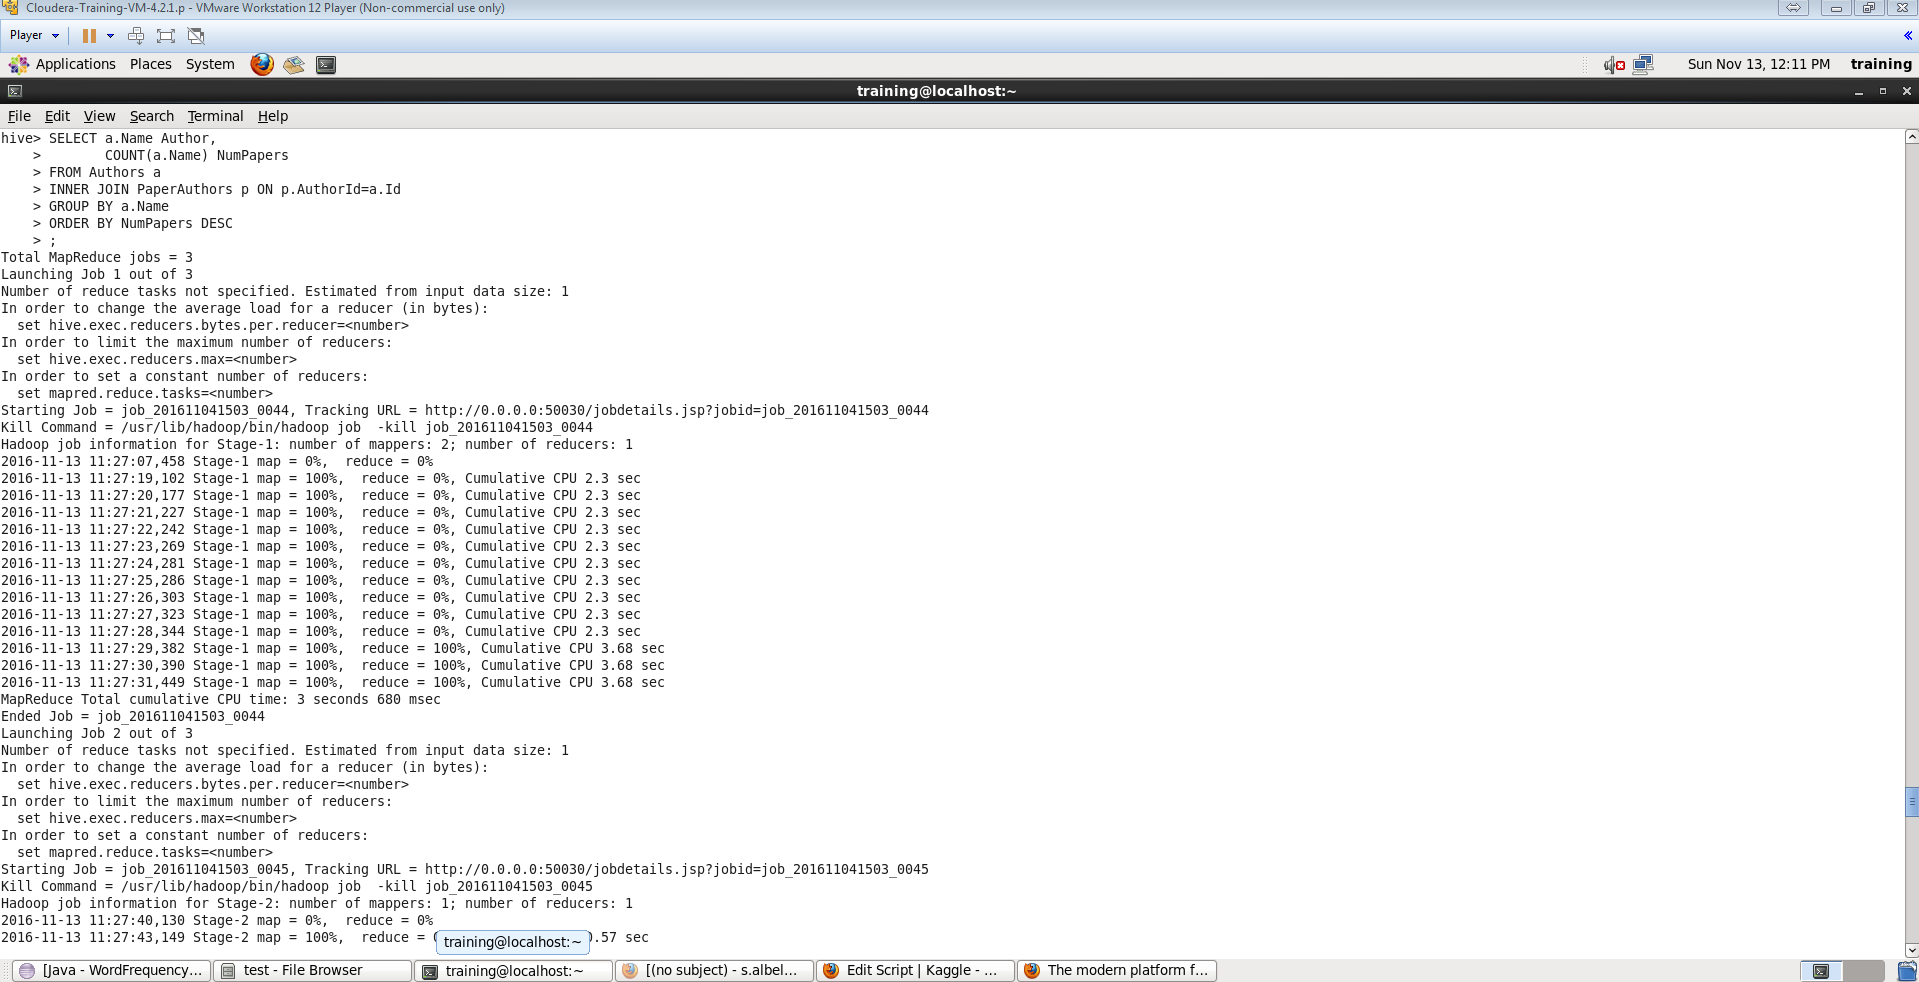 Cloudera-Training-VM-4.2.1.p - VMware Workstation 12 Player (Non-commercial use only)
Player
Applications Places System Sun Nov 13, 12:11 PM training
training@localhost:~
File Edit View Search Terminal Help
hive> SELECT a.Name Author,
    >        COUNT(a.Name) NumPapers
    > FROM Authors a
    > INNER JOIN PaperAuthors p ON p.AuthorId=a.Id
    > GROUP BY a.Name
    > ORDER BY NumPapers DESC
    > ;
Total MapReduce jobs = 3
Launching Job 1 out of 3
Number of reduce tasks not specified. Estimated from input data size: 1
In order to change the average load for a reducer (in bytes):
  set hive.exec.reducers.bytes.per.reducer=<number>
In order to limit the maximum number of reducers:
  set hive.exec.reducers.max=<number>
In order to set a constant number of reducers:
  set mapred.reduce.tasks=<number>
Starting Job = job_201611041503_0044, Tracking URL = http://0.0.0.0:50030/jobdetails.jsp?jobid=job_201611041503_0044
Kill Command = /usr/lib/hadoop/bin/hadoop job  -kill job_201611041503_0044
Hadoop job information for Stage-1: number of mappers: 2; number of reducers: 1
2016-11-13 11:27:07,458 Stage-1 map = 0%,  reduce = 0%
2016-11-13 11:27:19,102 Stage-1 map = 100%,  reduce = 0%, Cumulative CPU 2.3 sec
2016-11-13 11:27:20,177 Stage-1 map = 100%,  reduce = 0%, Cumulative CPU 2.3 sec
2016-11-13 11:27:21,227 Stage-1 map = 100%,  reduce = 0%, Cumulative CPU 2.3 sec
2016-11-13 11:27:22,242 Stage-1 map = 100%,  reduce = 0%, Cumulative CPU 2.3 sec
2016-11-13 11:27:23,269 Stage-1 map = 100%,  reduce = 0%, Cumulative CPU 2.3 sec
2016-11-13 11:27:24,281 Stage-1 map = 100%,  reduce = 0%, Cumulative CPU 2.3 sec
2016-11-13 11:27:25,286 Stage-1 map = 100%,  reduce = 0%, Cumulative CPU 2.3 sec
2016-11-13 11:27:26,303 Stage-1 map = 100%,  reduce = 0%, Cumulative CPU 2.3 sec
2016-11-13 11:27:27,323 Stage-1 map = 100%,  reduce = 0%, Cumulative CPU 2.3 sec
2016-11-13 11:27:28,344 Stage-1 map = 100%,  reduce = 0%, Cumulative CPU 2.3 sec
2016-11-13 11:27:29,382 Stage-1 map = 100%,  reduce = 100%, Cumulative CPU 3.68 sec
2016-11-13 11:27:30,390 Stage-1 map = 100%,  reduce = 100%, Cumulative CPU 3.68 sec
2016-11-13 11:27:31,449 Stage-1 map = 100%,  reduce = 100%, Cumulative CPU 3.68 sec
MapReduce Total cumulative CPU time: 3 seconds 680 msec
Ended Job = job_201611041503_0044
Launching Job 2 out of 3
Number of reduce tasks not specified. Estimated from input data size: 1
In order to change the average load for a reducer (in bytes):
  set hive.exec.reducers.bytes.per.reducer=<number>
In order to limit the maximum number of reducers:
  set hive.exec.reducers.max=<number>
In order to set a constant number of reducers:
  set mapred.reduce.tasks=<number>
Starting Job = job_201611041503_0045, Tracking URL = http://0.0.0.0:50030/jobdetails.jsp?jobid=job_201611041503_0045
Kill Command = /usr/lib/hadoop/bin/hadoop job  -kill job_201611041503_0045
Hadoop job information for Stage-2: number of mappers: 1; number of reducers: 1
2016-11-13 11:27:40,130 Stage-2 map = 0%,  reduce = 0%
2016-11-13 11:27:43,149 Stage-2 map = 100%,  reduce = .57 sec
training@localhost:~
[Java - WordFrequency... test - File Browser training@localhost:~ [(no subject) - s.albel... Edit Script | Kaggle - ... The modern platform f...